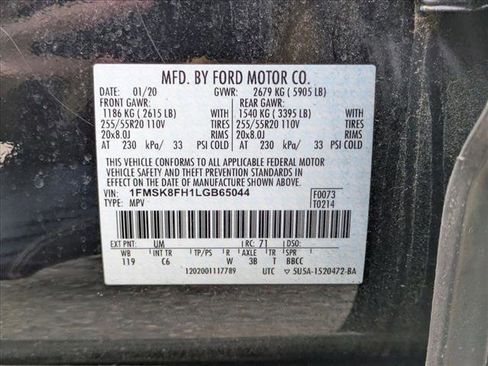 MFD. BY FORD MOTOR CO.
DATE: 01/20 GVWR: 2679 KG ( 5905 LB)
FRONT GAWR: REAR GAWR:
1186 KG ( 2615 LB) WITH 1540 KG ( 3395 LB) WITH
255/55R20 110V TIRES 255/55R20 110V TIRES
20x8.0J RIMS 20x8.0J RIMS
AT 230 kPa/ 33 PSI COLD AT 230 kPa/ 33 PSI COLD
THIS VEHICLE CONFORMS TO ALL APPLICABLE FEDERAL MOTOR
VEHICLE SAFETY AND THEFT PREVENTION STANDARDS IN EFFECT ON
THE DATE OF MANUFACTURE SHOWN ABOVE.
VIN: 1FMSK8FH1LGB65044 F0073
TYPE: MPV T0214
EXT PNT: UM RC: 71 DSO:
WB INT TR TP/PS R AXLE TR SPR
119 C6 W 3B T BBCC
1202001117789 UTC 5U5A-1520472-BA